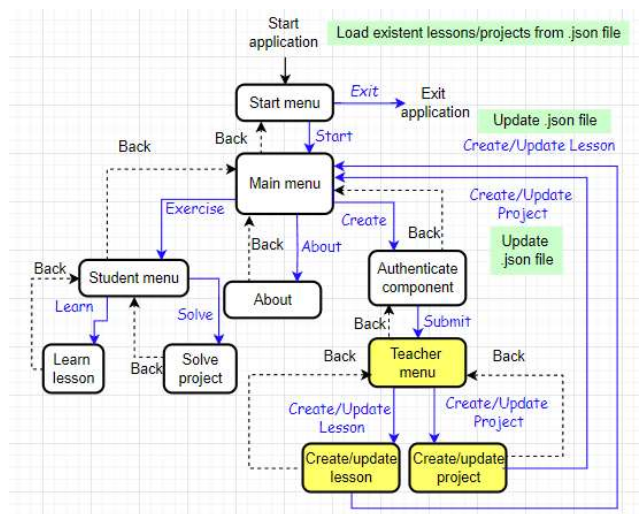 Start
application
Load existent lessons/projects from .json file
Start menu
Exit
Exit
application
Update .json file
Back
Back
Start
Create/Update Lesson
Main menu
Create/Update
Project
Exercise
Create
Back
About
Back
Update
.json file
Back
Student menu
About
Authenticate
component
Learn
Solve
Back
Submit
Learn
lesson
Back
Solve
project
Back
Teacher
menu
Back
Create/Update
Lesson
Create/Update
Project
Create/update
lesson
Create/update
project